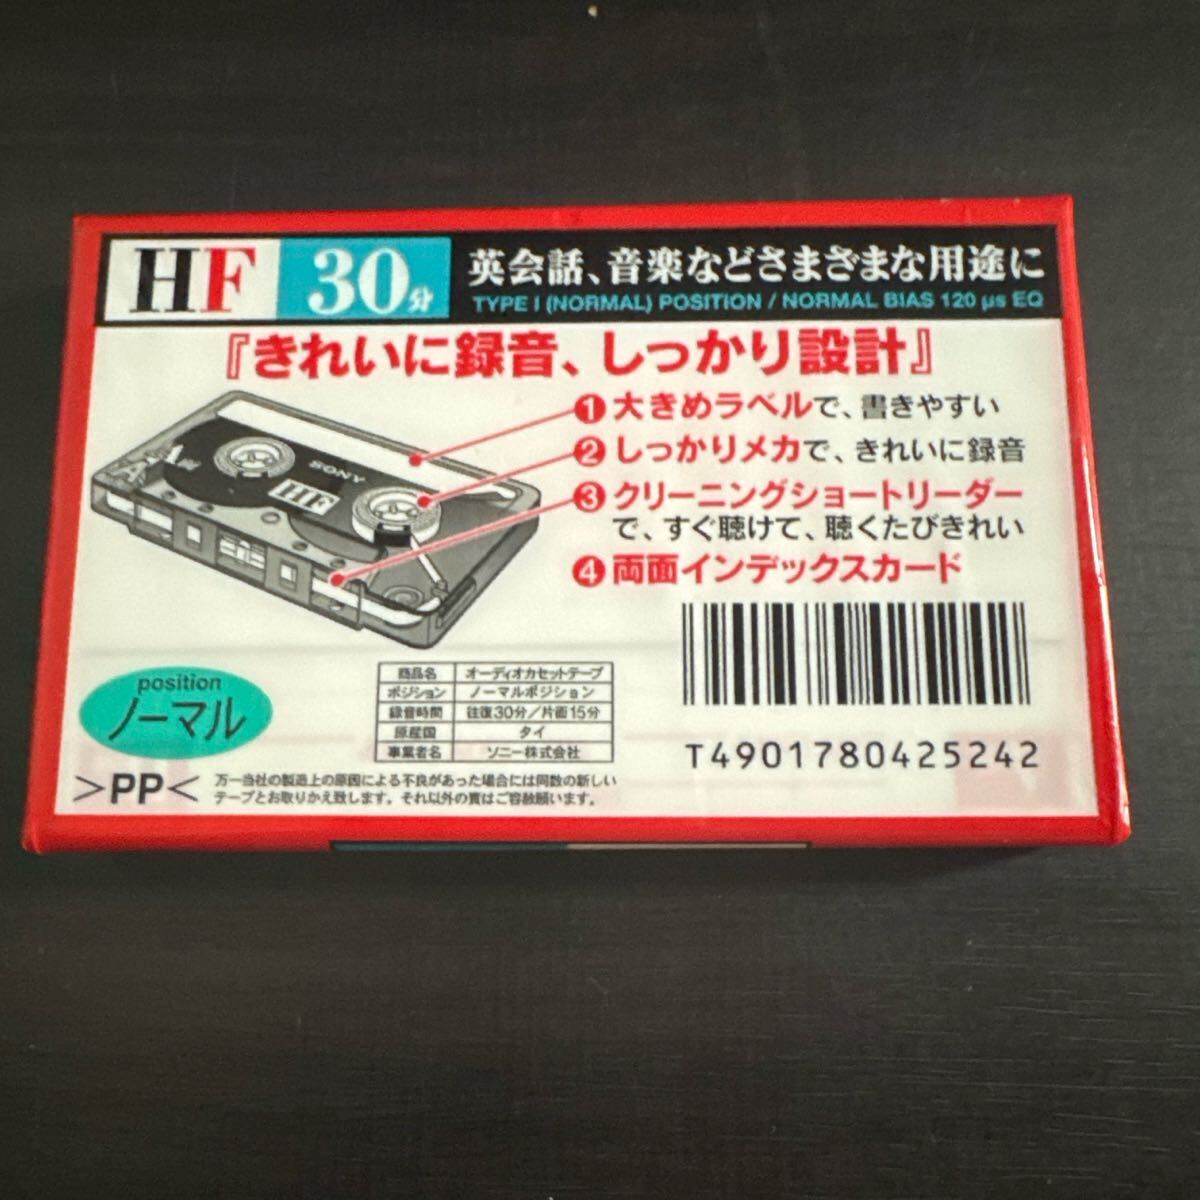 HF 30分 英会話、音楽などさまざまな用途に
TYPE I (NORMAL) POSITION / NORMAL BIAS 120 μs EQ
『きれいに録音、しっかり設計』
❶大きめラベルで、書きやすい
❷しっかりメカで、きれいに録音
❸クリーニングショートリーダー
で、すぐ聴けて、聴くたびきれい
❹両面インデックスカード
SONY
HF
position
ノーマル
商品名 オーディオカセットテープ
ポジション ノーマルポジション
録音時間 往復30分/片面15分
原産国 タイ
事業者名 ソニー株式会社
T4901780425242
>PP<
万一当社の製造上の原因による不良があった場合には同数の新しい
テープとお取りかえ致します。それ以外の責はご容赦願います。